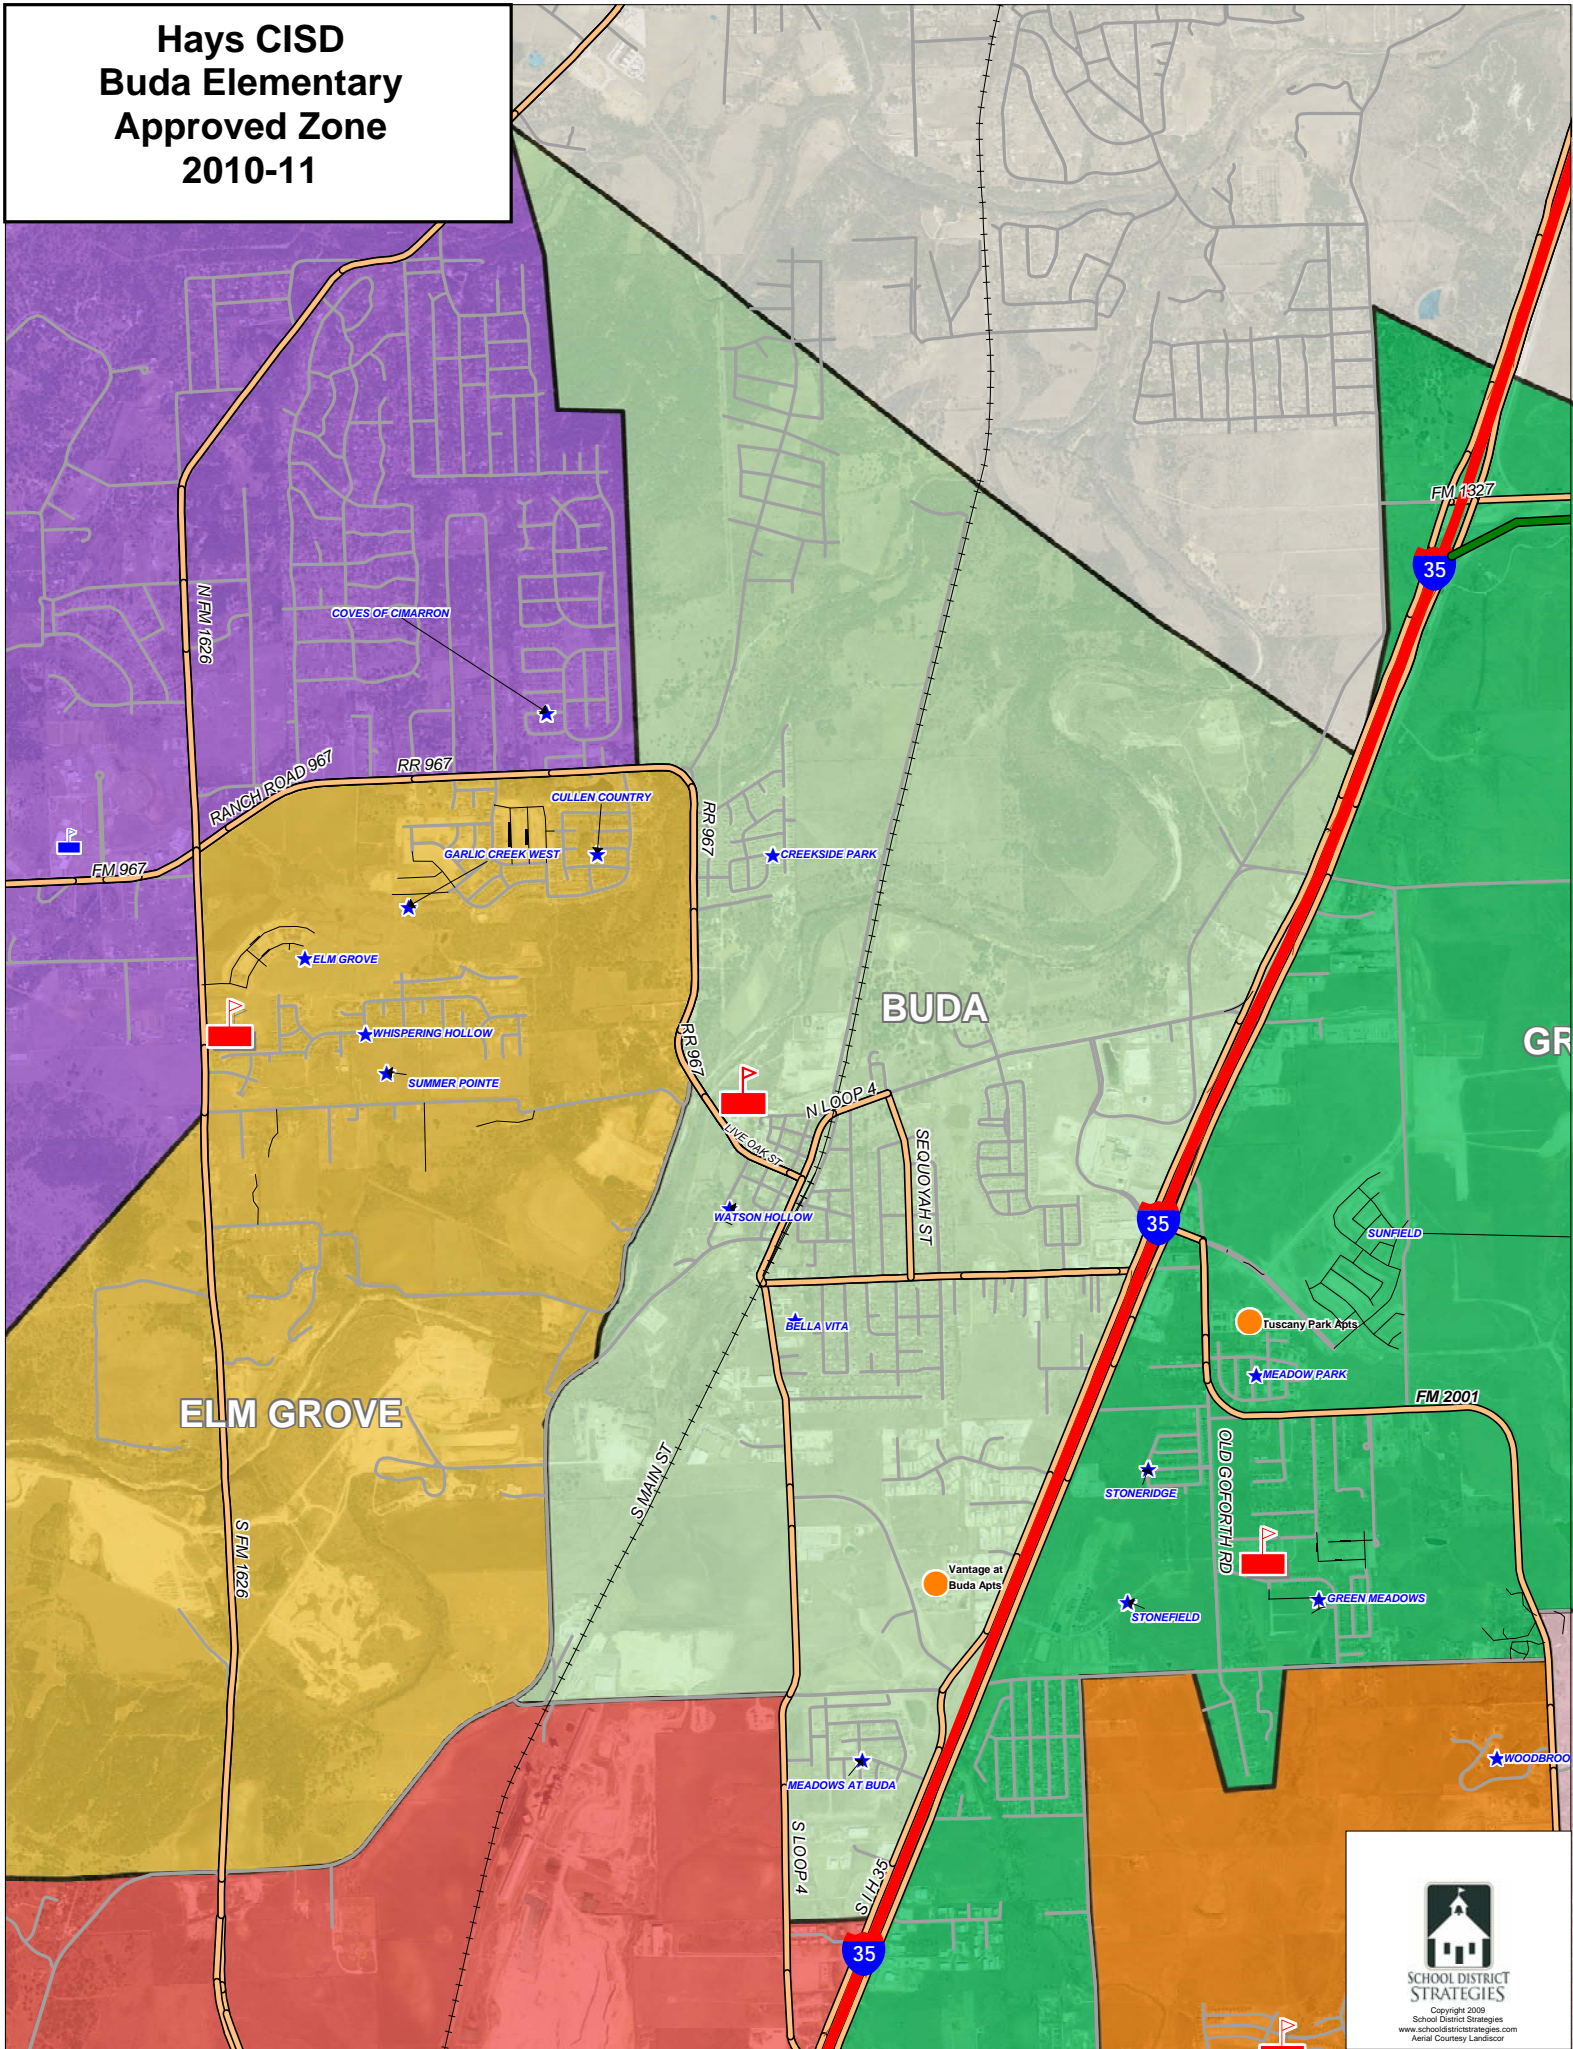 Hays CISD
Buda Elementary
Approved Zone
2010-11
FM 1327
35
N FM 1626
COVES OF CIMARRON
RANCH ROAD 967
RR 967
CULLEN COUNTRY
RR 967
GARLIC CREEK WEST
CREEKSIDE PARK
FM 967
ELM GROVE
BUDA
WHISPERING HOLLOW
RR 967
SUMMER POINTE
N LOOP 4
LIVE OAK ST
SEQUOYAH ST
WATSON HOLLOW
35
SUNFIELD
BELLA VITA
Tuscany Park Apts
MEADOW PARK
FM 2001
ELM GROVE
S MAIN ST
OLD GOFORTH RD
STONERIDGE
S FM 1626
Vantage at
Buda Apts
GREEN MEADOWS
STONEFIELD
WOODBROO
MEADOWS AT BUDA
S LOOP 4
S I H 35
35
GR
SCHOOL DISTRICT
STRATEGIES
Copyright 2009
School District Strategies
www.schooldistrictstrategies.com
Aerial Courtesy Landiscor